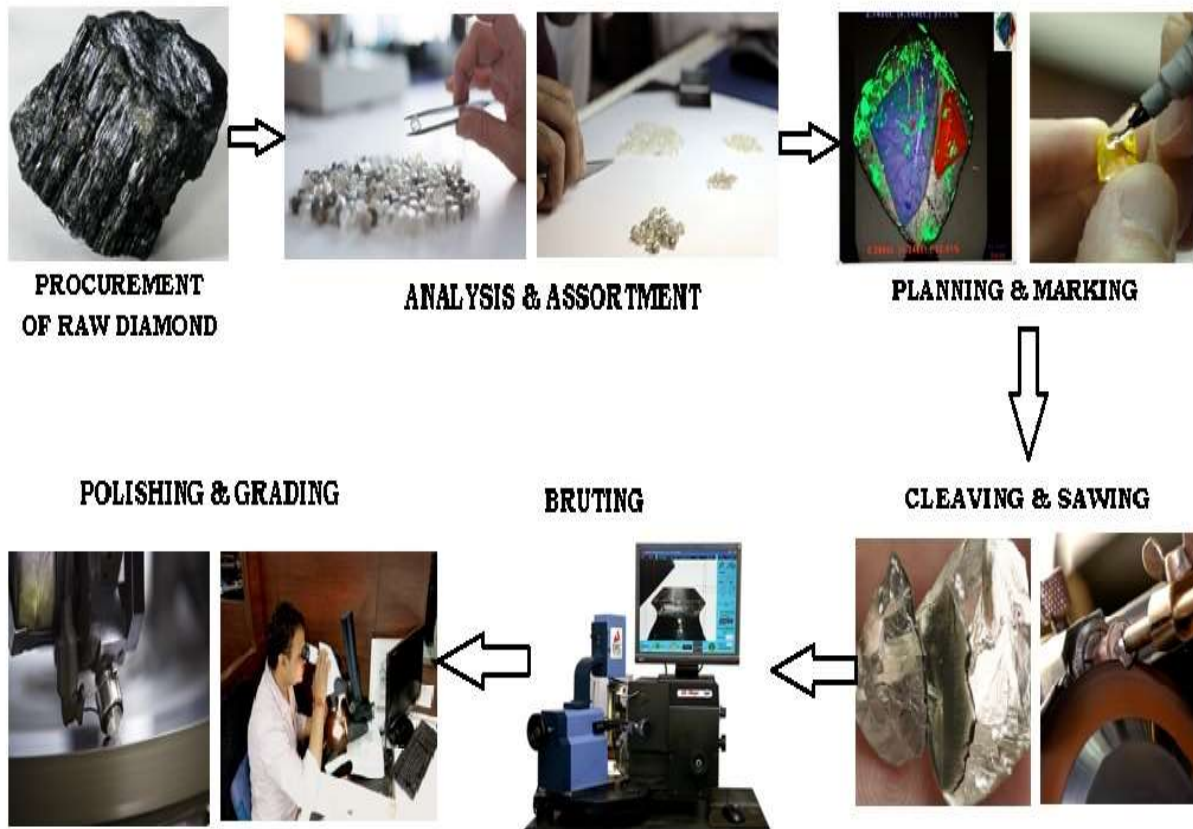 PROCUREMENT
OF RAW DIAMOND
ANALYSIS & ASSORTMENT
PLANNING & MARKING
CLEAVING & SAWING
BRUTING
POLISHING & GRADING